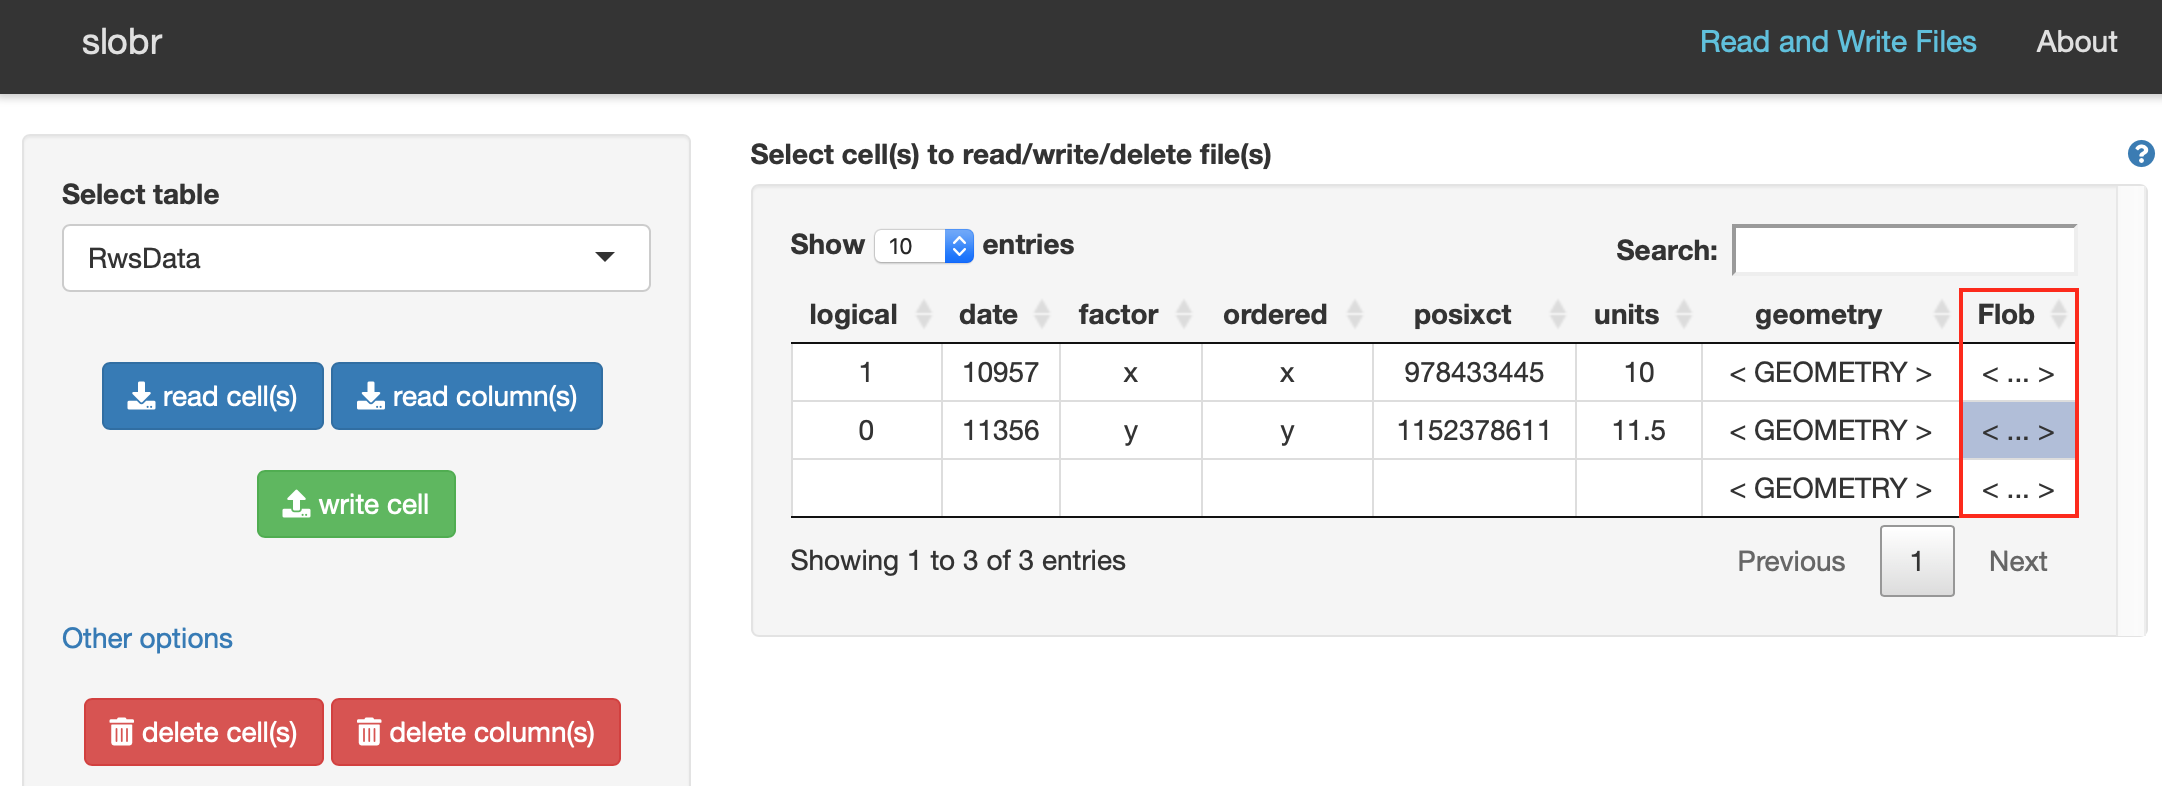 slobr Read and Write Files About
Select table
RwsData
read cell(s) read column(s)
write cell
Other options
delete cell(s) delete column(s)
Select cell(s) to read/write/delete file(s) ?
Show 10 entries Search:
logical date factor ordered posixct units geometry Flob
1 10957 x x 978433445 10 < GEOMETRY > < ... >
0 11356 y y 1152378611 11.5 < GEOMETRY > < ... >
< GEOMETRY > < ... >
Showing 1 to 3 of 3 entries Previous 1 Next